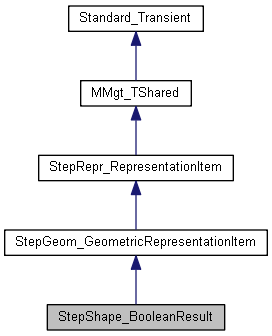 Standard_Transient
MMgt_TShared
StepRepr_RepresentationItem
StepGeom_GeometricRepresentationItem
StepShape_BooleanResult